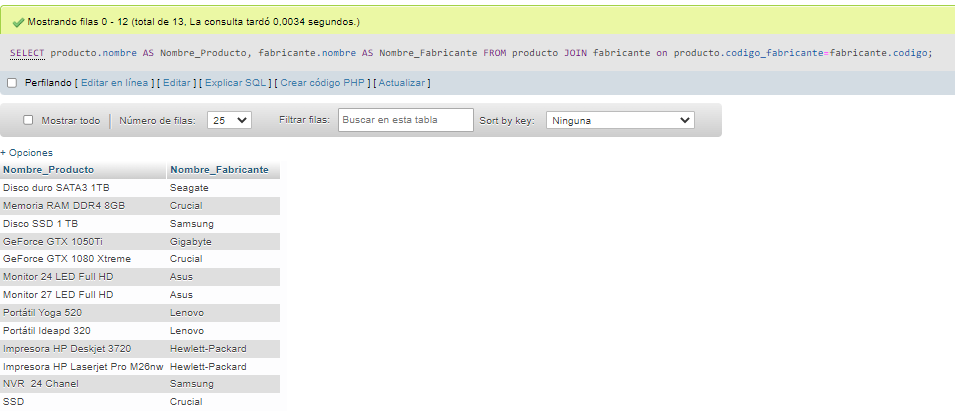 Mostrando filas 0 - 12 (total de 13, La consulta tardó 0,0034 segundos.)
SELECT producto.nombre AS Nombre_Producto, fabricante.nombre AS Nombre_Fabricante FROM producto JOIN fabricante on producto.codigo_fabricante=fabricante.codigo;
Perfilando [ Editar en línea ] [ Editar ] [ Explicar SQL ] [ Crear código PHP ] [ Actualizar ]
Mostrar todo Número de filas: 25 Filtrar filas: Buscar en esta tabla Sort by key: Ninguna
+ Opciones
Nombre_Producto Nombre_Fabricante
Disco duro SATA3 1TB Seagate
Memoria RAM DDR4 8GB Crucial
Disco SSD 1 TB Samsung
GeForce GTX 1050Ti Gigabyte
GeForce GTX 1080 Xtreme Crucial
Monitor 24 LED Full HD Asus
Monitor 27 LED Full HD Asus
Portátil Yoga 520 Lenovo
Portátil Ideapd 320 Lenovo
Impresora HP Deskjet 3720 Hewlett-Packard
Impresora HP Laserjet Pro M26nw Hewlett-Packard
NVR 24 Chanel Samsung
SSD Crucial